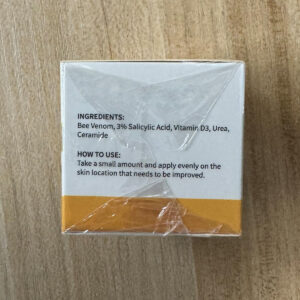 INGREDIENTS:
Bee Venom, 3% Salicylic Acid, Vitamin D3, Urea,
Ceramide
HOW TO USE:
Take a small amount and apply evenly on the
skin location that needs to be improved.